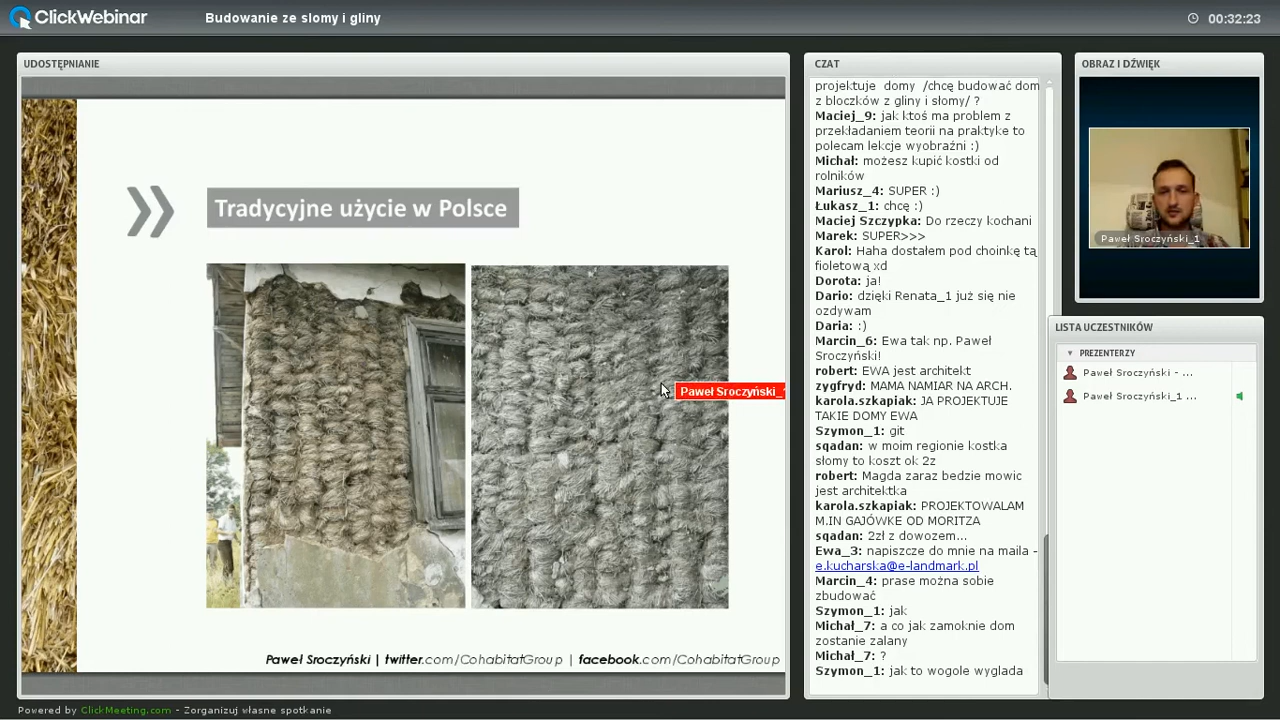 ClickWebinar
Budowanie ze slomy i gliny
00:32:23
UDOSTĘPNIANIE
Tradycyjne użycie w Polsce
Paweł Sroczyński_1
Paweł Sroczyński | twitter.com/CohabitatGroup | facebook.com/CohabitatGroup
CZAT
projektuje domy /chcę budować dom
z bloczków z gliny i słomy/ ?
Maciej_9: jak ktoś ma problem z
przekładaniem teorii na praktyke to
polecam lekcje wyobraźni :)
Michał: możesz kupić kostki od
rolników
Mariusz_4: SUPER :)
Łukasz_1: chcę :)
Maciej Szczypka: Do rzeczy kochani
Marek: SUPER>>>
Karol: Haha dostałem pod choinkę tą
fioletową xd
Dorota: ja!
Dario: dzięki Renata_1 już się nie
ozdywam
Daria: :)
Marcin_6: Ewa tak np. Paweł
Sroczyński!
robert: EWA jest architekt
zygfryd: MAMA NAMIAR NA ARCH.
karola.szkapiak: JA PROJEKTUJE
TAKIE DOMY EWA
Szymon_1: git
sqadan: w moim regionie kostka
słomy to koszt ok 2z
robert: Magda zaraz bedzie mowic
jest architektka
karola.szkapiak: PROJEKTOWALAM
M.IN GAJÓWKE OD MORITZA
sqadan: 2zł z dowozem...
Ewa_3: napiszcze do mnie na maila -
e.kucharska@e-landmark.pl
Marcin_4: prase można sobie
zbudować
Szymon_1: jak
Michał_7: a co jak zamoknie dom
zostanie zalany
Michał_7: ?
Szymon_1: jak to wogole wyglada
OBRAZ I DŹWIĘK
Paweł Sroczyński_1
LISTA UCZESTNIKÓW
PREZENTERZY
Paweł Sroczyński - ...
Paweł Sroczyński_1 ...
Powered by ClickMeeting.com - Zorganizuj własne spotkanie